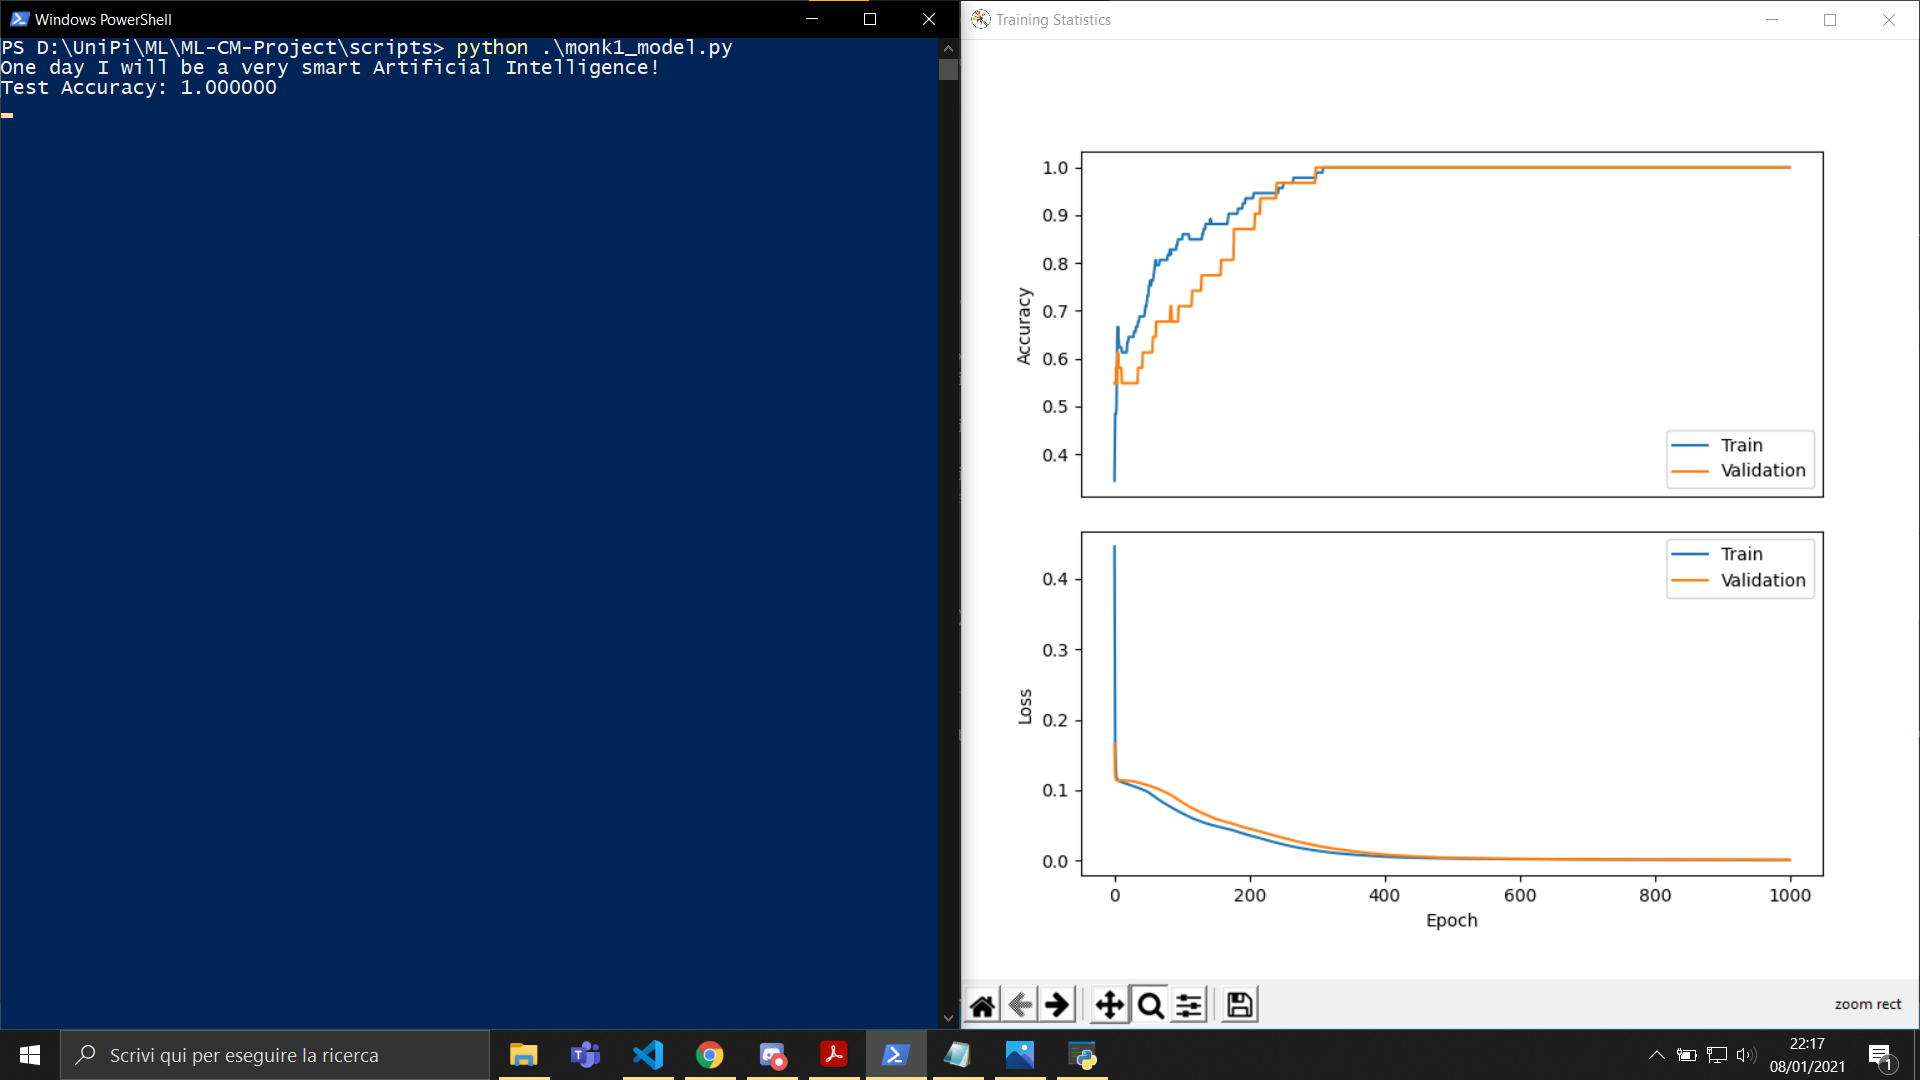 Windows PowerShell
PS D:\UniPi\ML\ML-CM-Project\scripts> python .\monk1_model.py
One day I will be a very smart Artificial Intelligence!
Test Accuracy: 1.000000
Training Statistics
1.0
0.9
0.8
0.7
0.6
0.5
0.4
Accuracy
Train
Validation
0.4
0.3
0.2
0.1
0.0
Loss
Train
Validation
0 200 400 600 800 1000
Epoch
zoom rect
Scrivi qui per eseguire la ricerca
22:17
08/01/2021
1